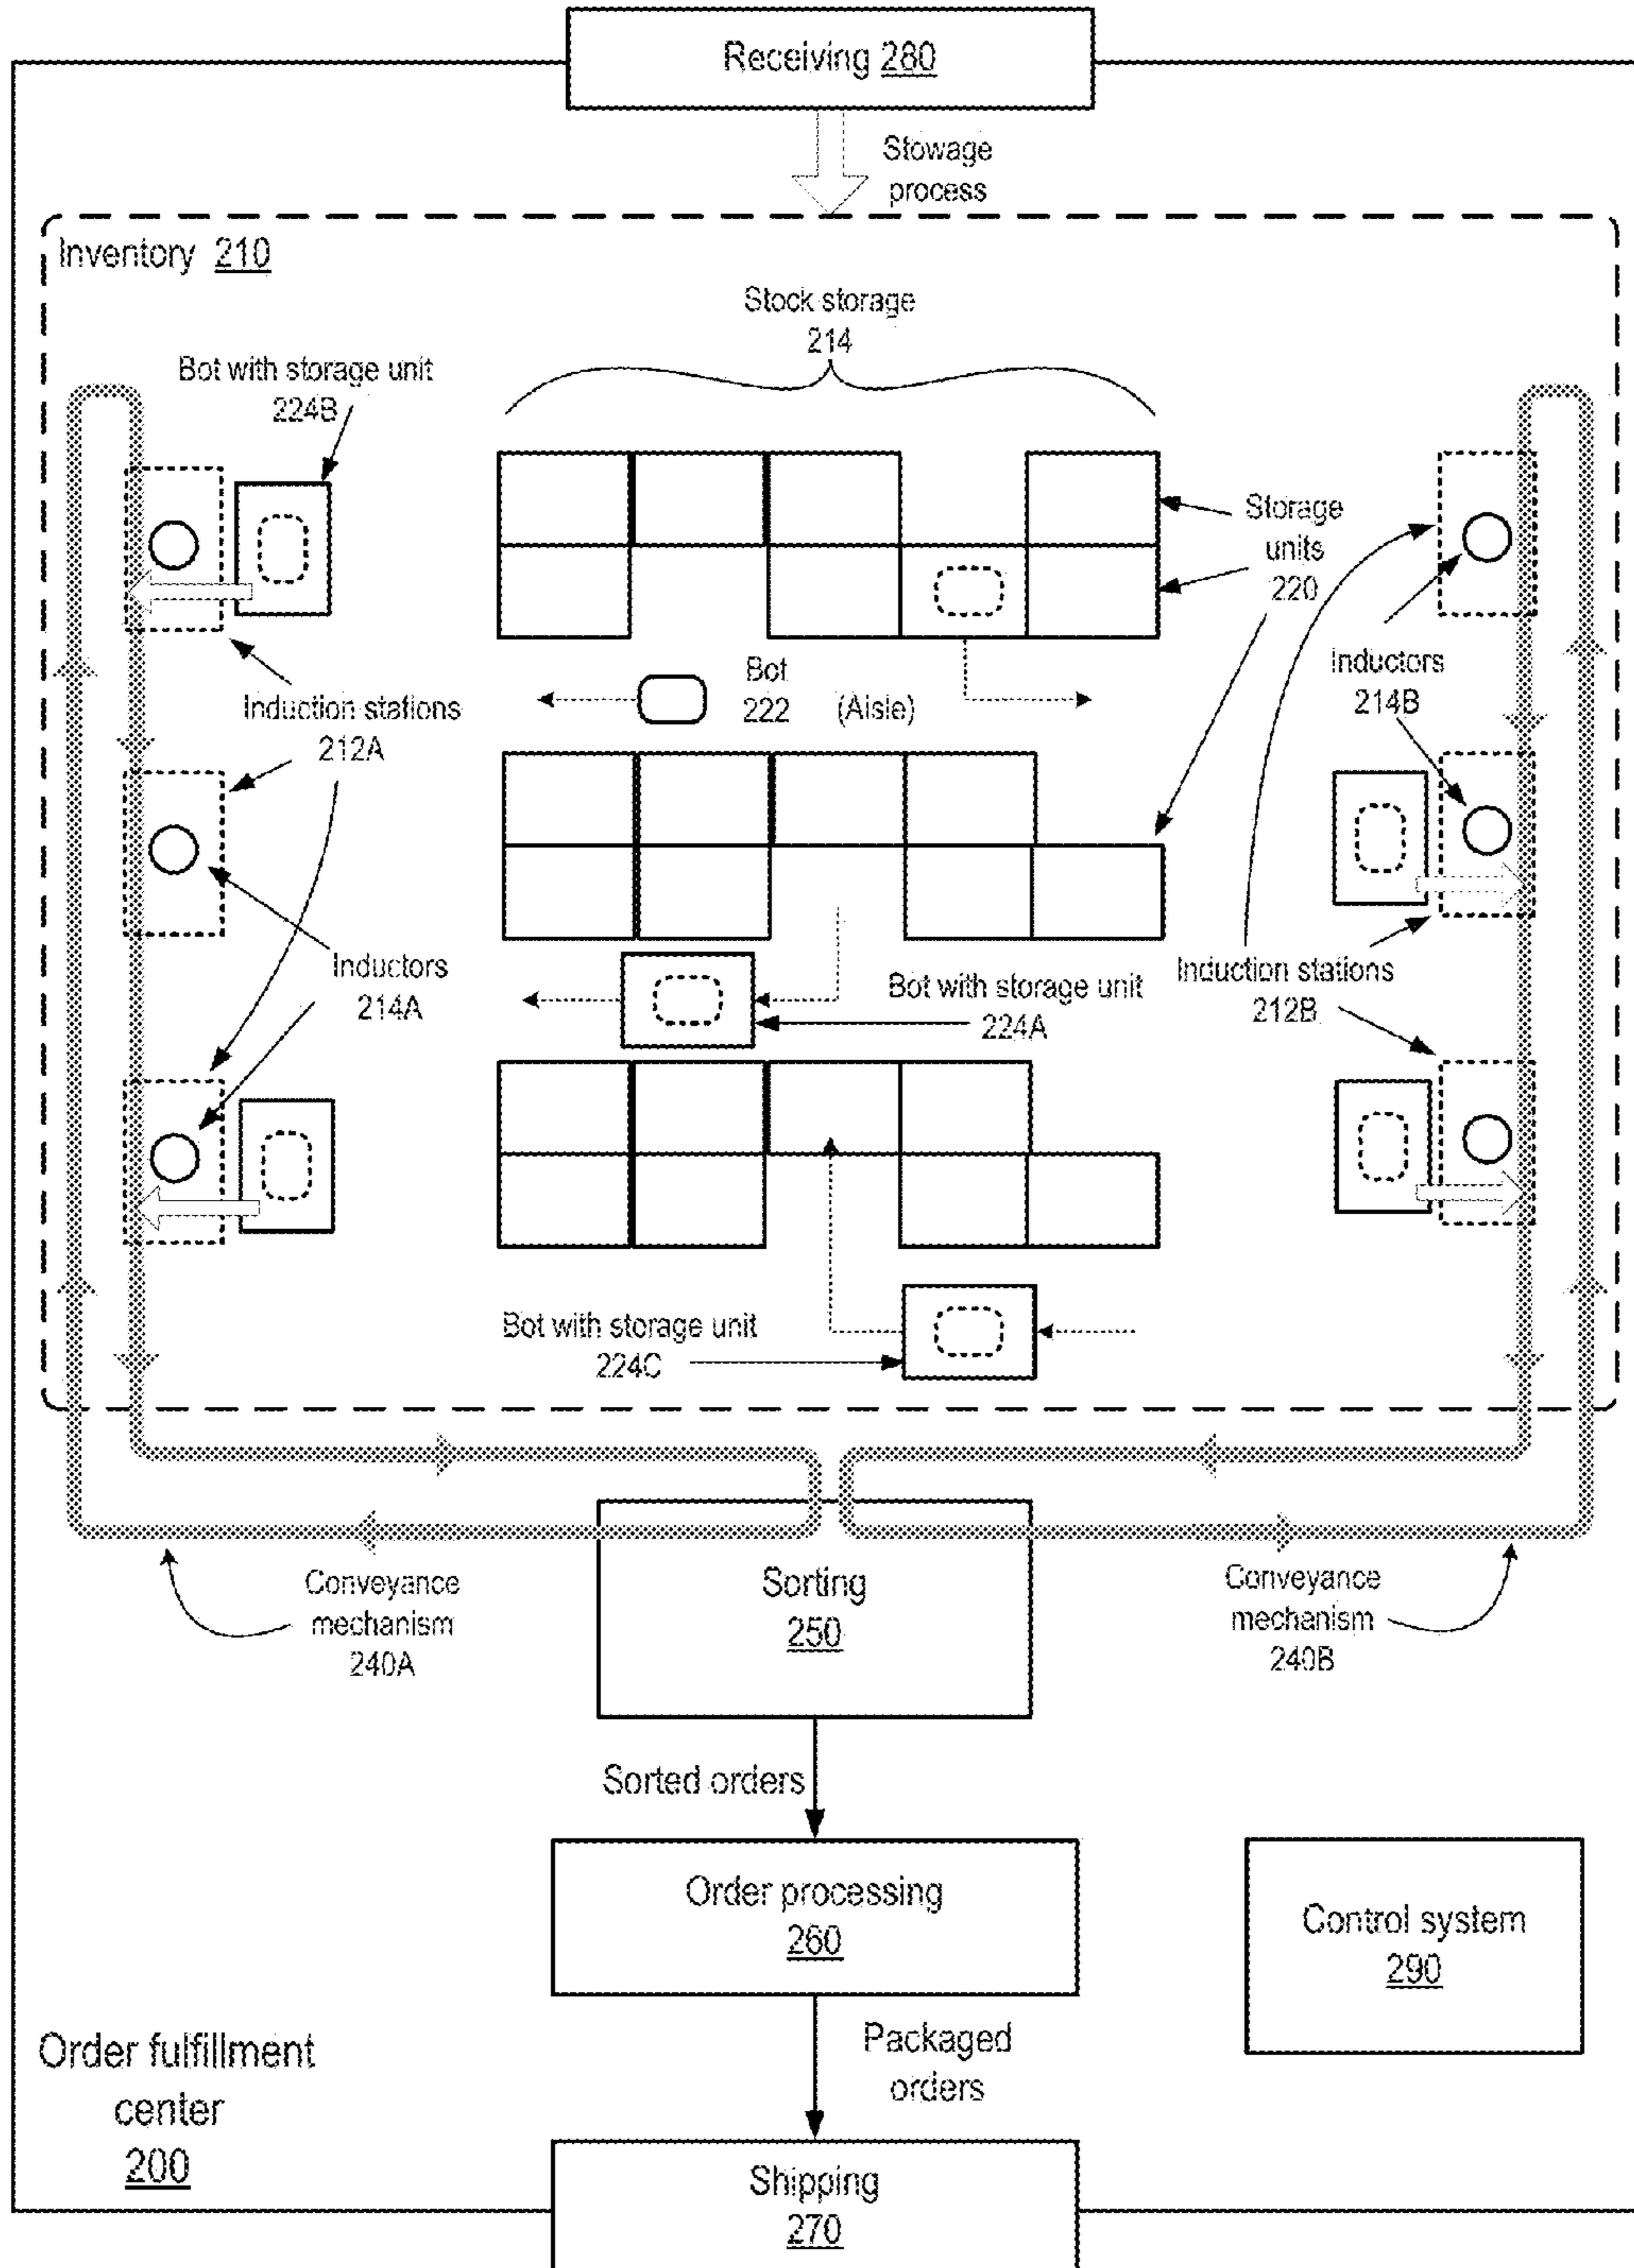 Receiving 280
Stowage
process
Inventory 210
Stock storage
214
Bot with storage unit
224B
Storage
units
220
Bot
222
(Aisle)
Inductors
214B
Induction stations
212A
Inductors
214A
Bot with storage unit
224A
Induction stations
212B
Bot with storage unit
224C
Conveyance
mechanism
240A
Sorting
250
Conveyance
mechanism
240B
Sorted orders
Order processing
260
Control system
290
Packaged
orders
Order fulfillment
center
200
Shipping
270